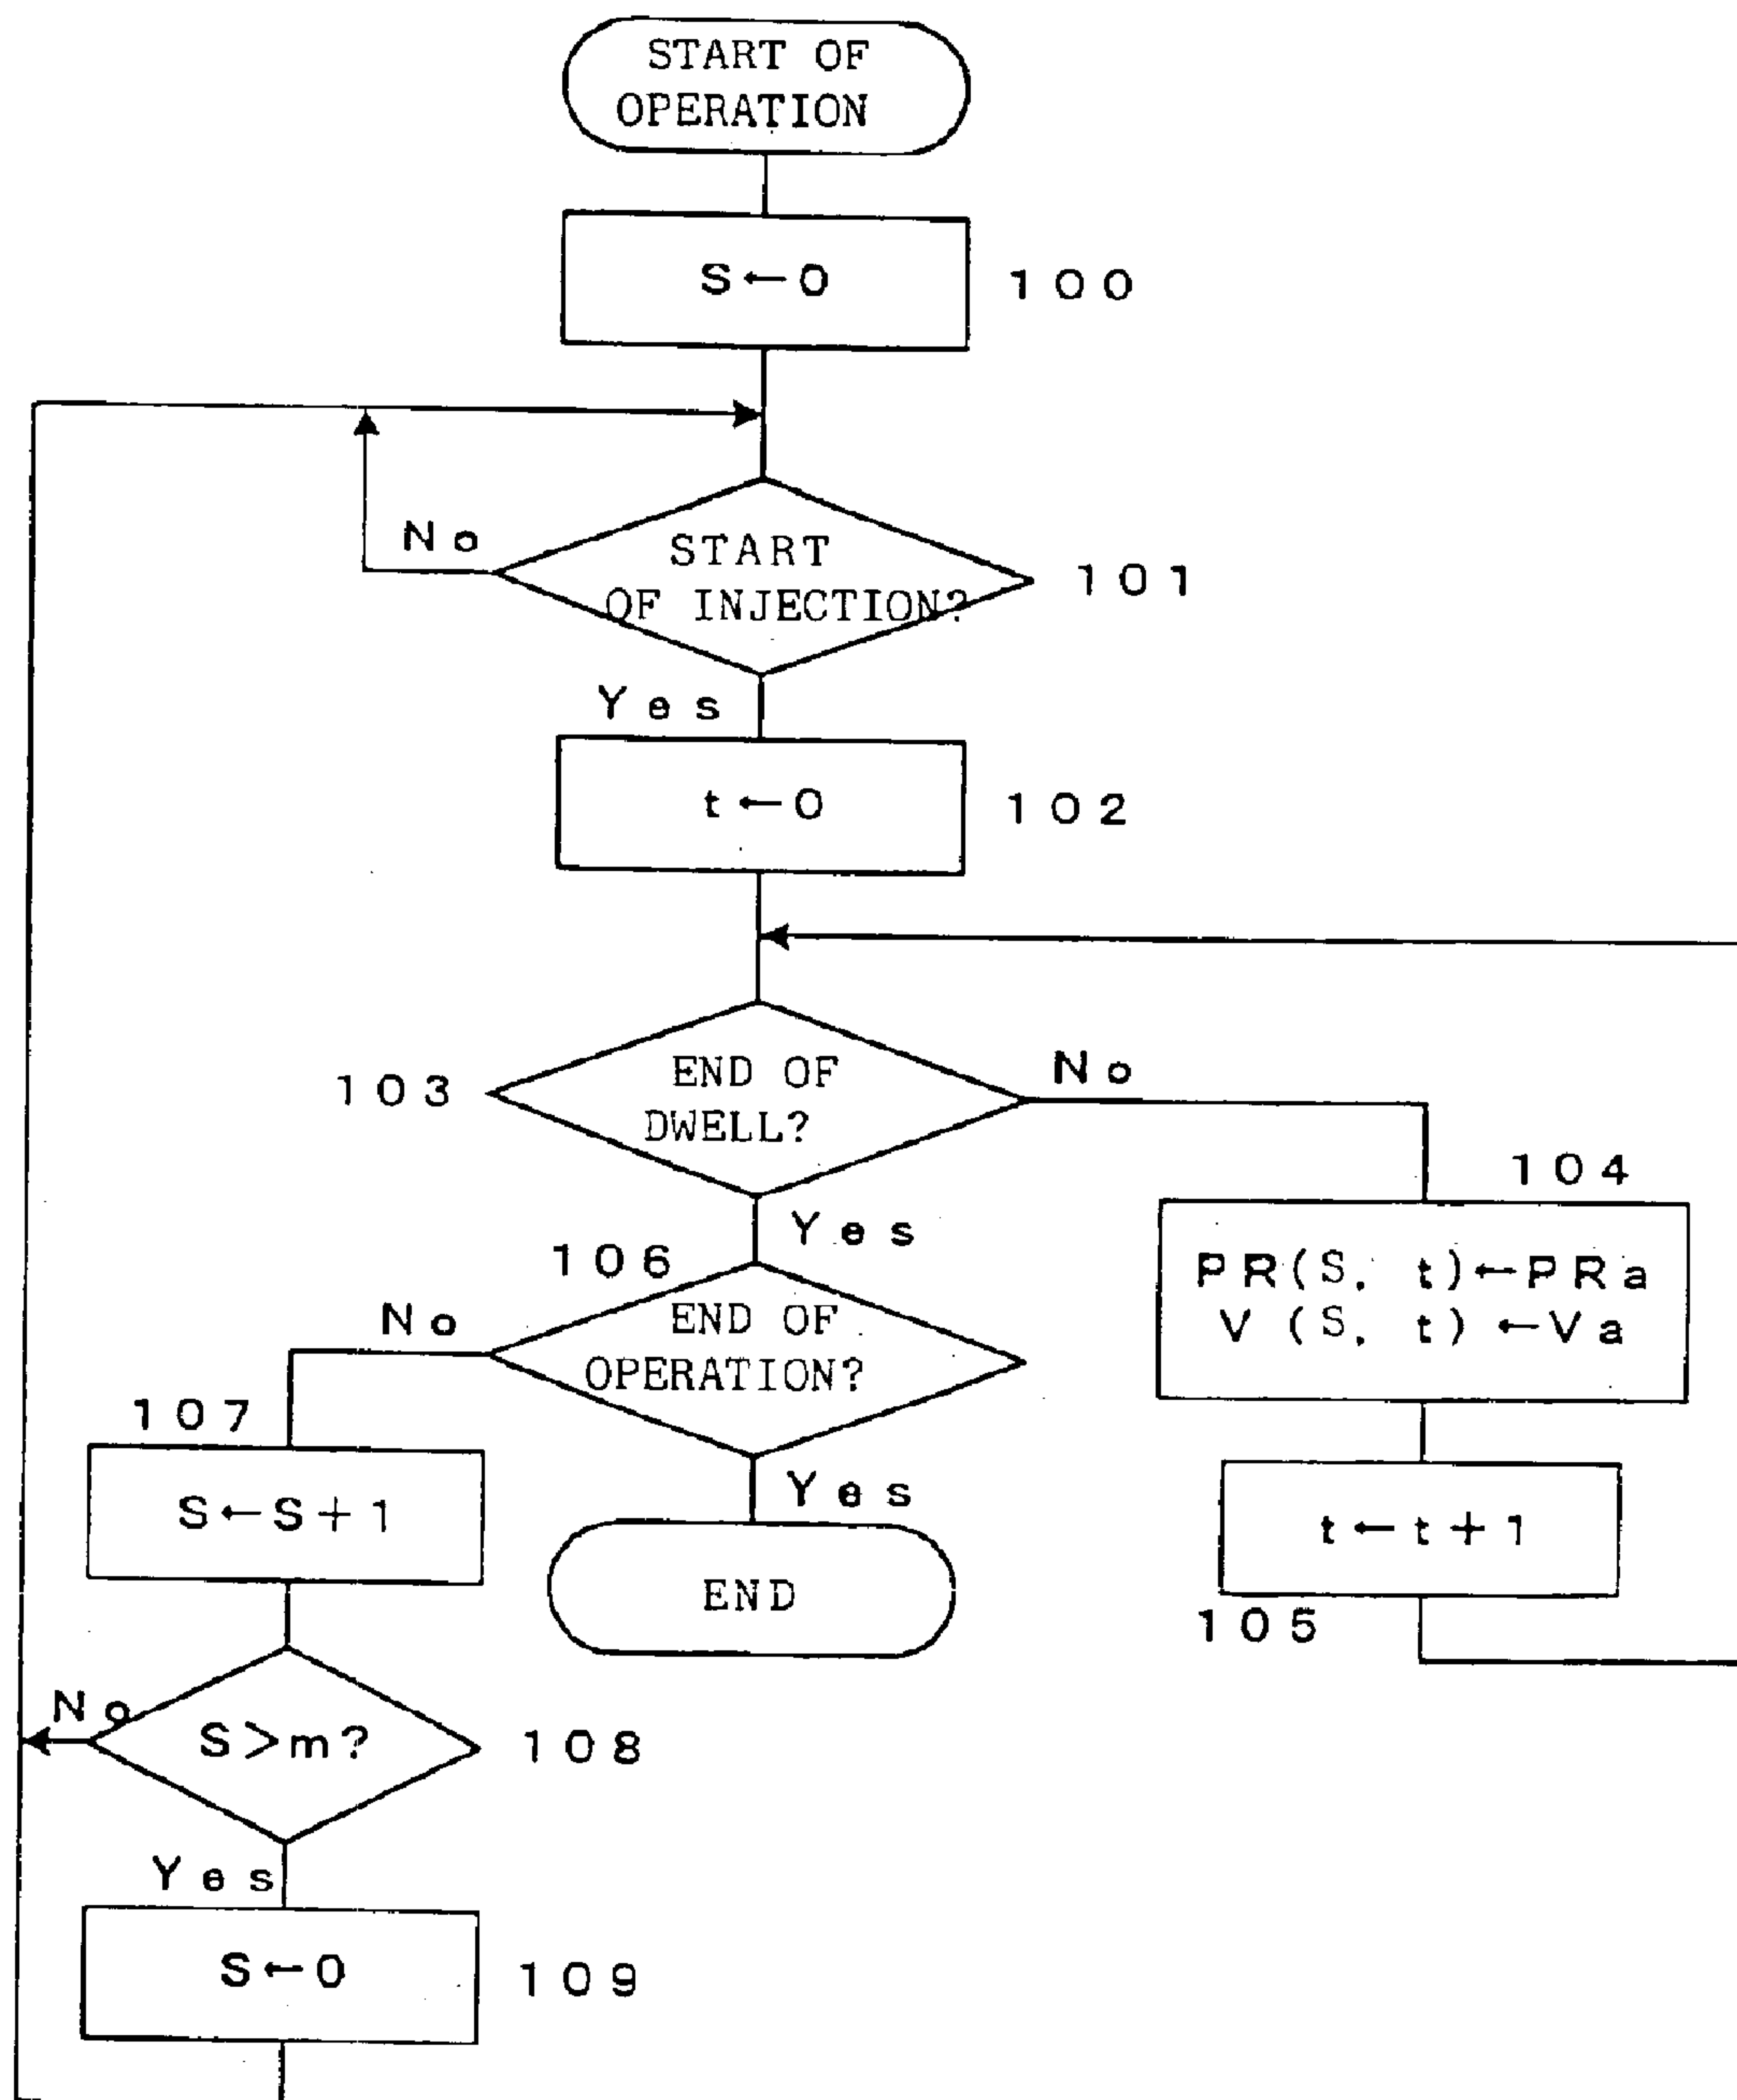 START OF
OPERATION
S←0
100
No
START
OF INJECTION?
101
Yes
t←0
102
103
END OF
DWELL?
No
104
PR(S, t)←PRa
V (S, t) ←Va
Yes
106
No
END OF
OPERATION?
107
S←S+1
Yes
t←t+1
105
END
No
S>m?
108
Yes
S←0
109